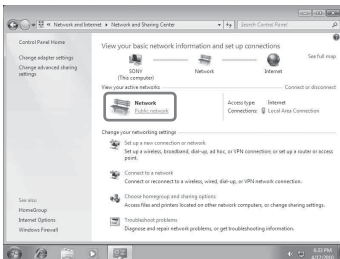 « Network and Internet ▸ Network and Sharing Center
Search Control Panel
Control Panel Home
Change adapter settings
Change advanced sharing
settings
View your basic network information and set up connections
See full map
SONY
(This computer)
Network
Internet
View your active networks
Connect or disconnect
Network
Public network
Access type: Internet
Connections: Local Area Connection
Change your networking settings
Set up a new connection or network
Set up a wireless, broadband, dial-up, ad hoc, or VPN connection; or set up a router or access
point.
Connect to a network
Connect or reconnect to a wireless, wired, dial-up, or VPN network connection.
Choose homegroup and sharing options
Access files and printers located on other network computers, or change sharing settings.
Troubleshoot problems
Diagnose and repair network problems, or get troubleshooting information.
See also
HomeGroup
Internet Options
Windows Firewall